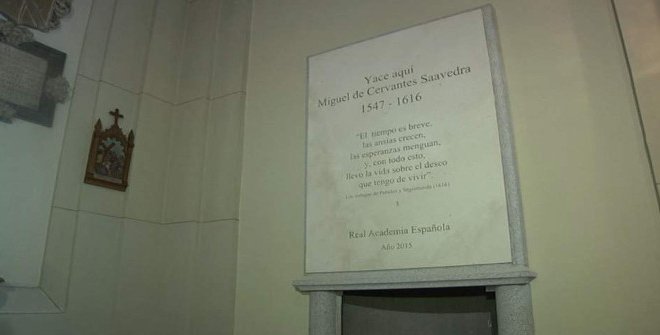 Yace aquí
Miguel de Cervantes Saavedra
1547 - 1616
"El tiempo es breve,
las ansias crecen,
las esperanzas menguan,
y, con todo esto,
llevo la vida sobre el deseo
que tengo de vivir".
Los trabajos de Persiles y Segismunda (1616)
Real Academia Española
Año 2015